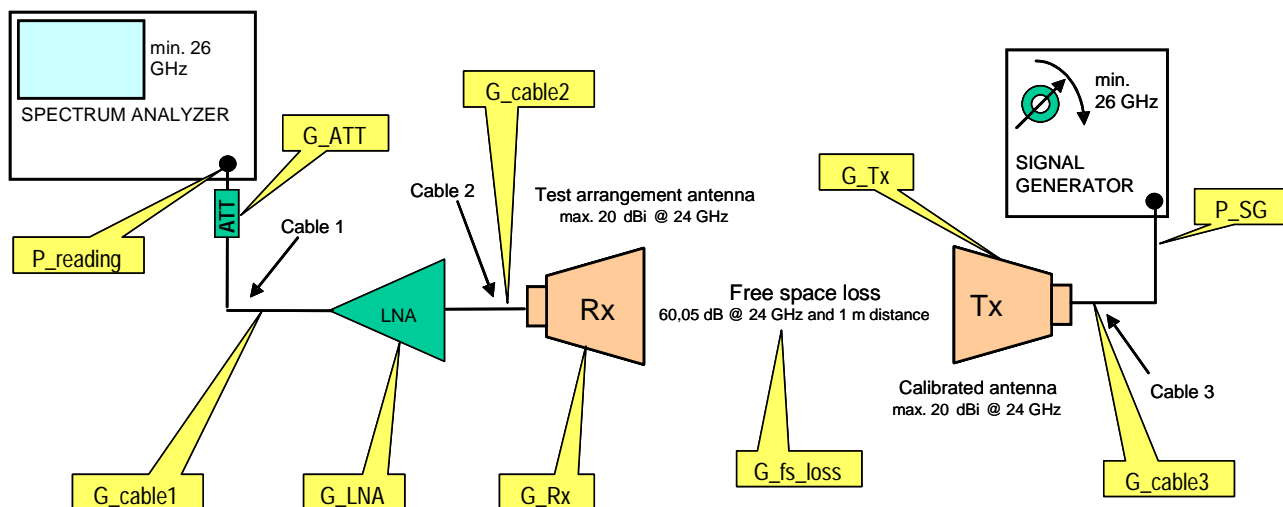 min. 26
GHz
SPECTRUM ANALYZER
G_ATT
G_cable2
min.
26 GHz
SIGNAL
GENERATOR
G_Tx
P_SG
ATT
Cable 1
Cable 2
Test arrangement antenna
max. 20 dBi @ 24 GHz
P_reading
LNA
Rx
Free space loss
60,05 dB @ 24 GHz and 1 m distance
Tx
Calibrated antenna
max. 20 dBi @ 24 GHz
Cable 3
G_cable1
G_LNA
G_Rx
G_fs_loss
G_cable3